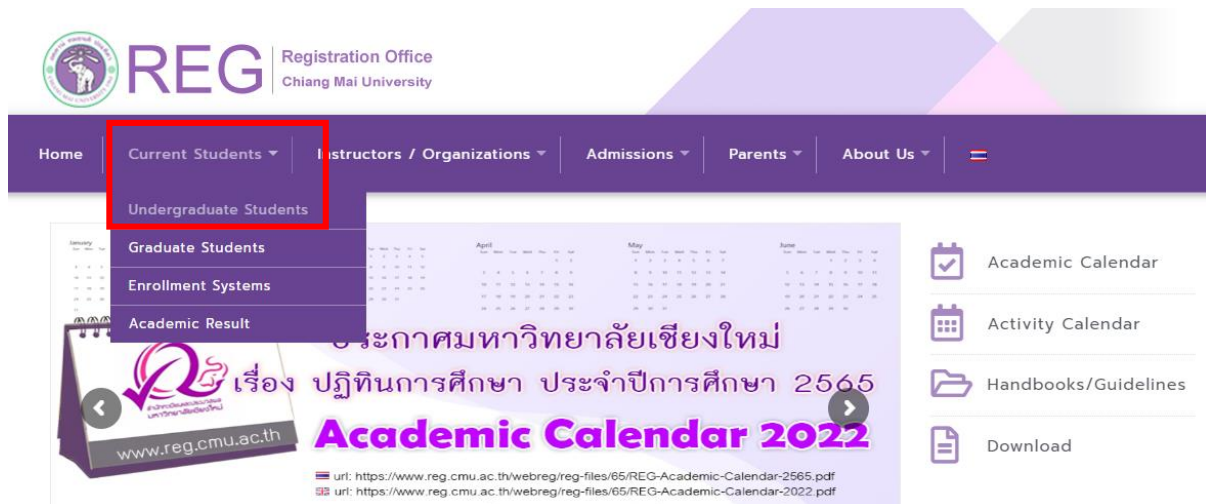 REG
Registration Office
Chiang Mai University
Home
Current Students
Instructors / Organizations
Admissions
Parents
About Us
Undergraduate Students
Graduate Students
Enrollment Systems
Academic Result
January
April
May
June
ประกาศมหาวิทยาลัยเชียงใหม่
เรื่อง ปฏิทินการศึกษา ประจำปีการศึกษา 2565
Academic Calendar 2022
www.reg.cmu.ac.th
url: https://www.reg.cmu.ac.th/webreg/reg-files/65/REG-Academic-Calendar-2565.pdf
url: https://www.reg.cmu.ac.th/webreg/reg-files/65/REG-Academic-Calendar-2022.pdf
Academic Calendar
Activity Calendar
Handbooks/Guidelines
Download